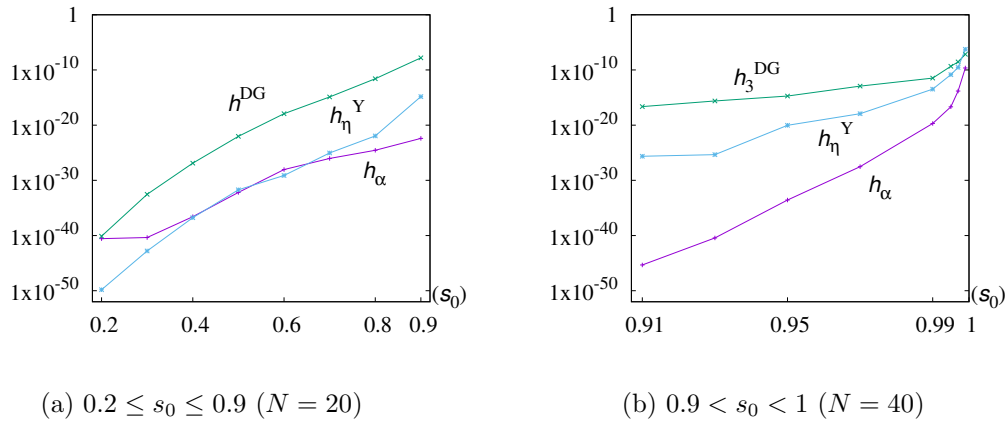 1
1x10^-10
1x10^-20
1x10^-30
1x10^-40
1x10^-50
h^DG
h_η^Y
h_α
(s_0)
0.2 0.4 0.6 0.8 0.9
(a) 0.2 ≤ s_0 ≤ 0.9 (N = 20)
1
1x10^-10
1x10^-20
1x10^-30
1x10^-40
1x10^-50
h_3^DG
h_η^Y
h_α
(s_0)
0.91 0.95 0.99 1
(b) 0.9 < s_0 < 1 (N = 40)